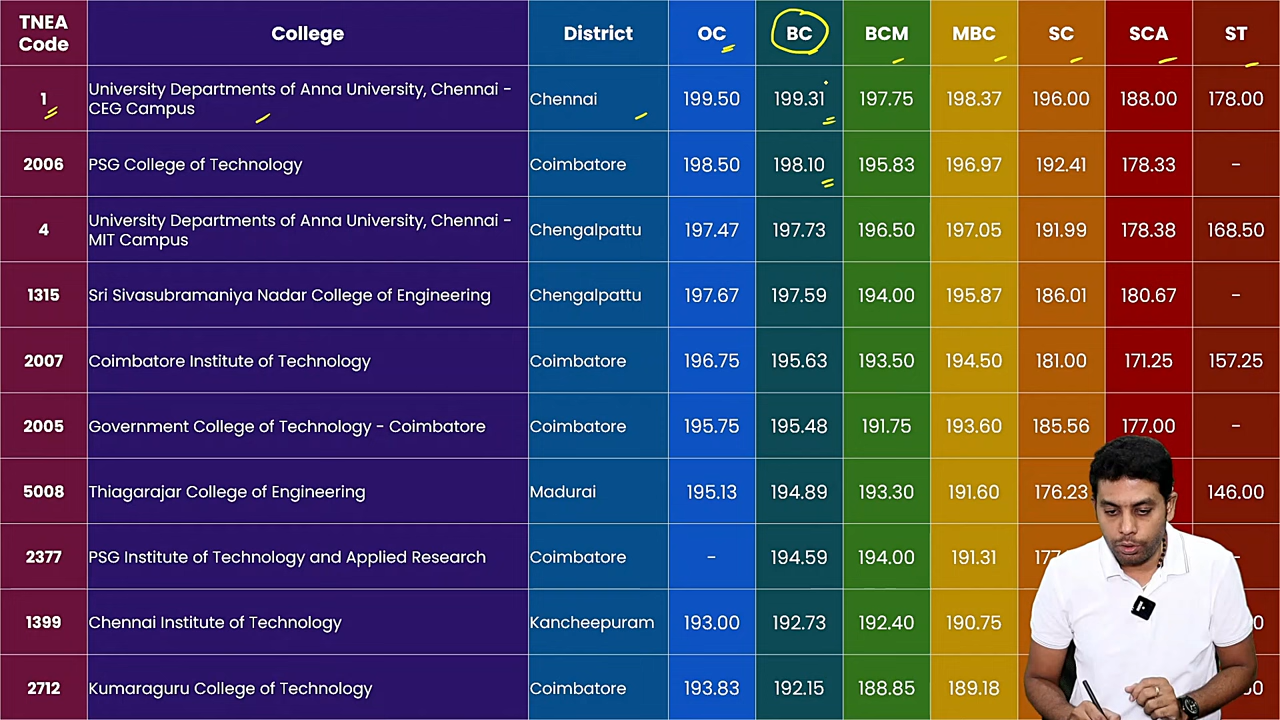 TNEA Code College District OC BC BCM MBC SC SCA ST
1 University Departments of Anna University, Chennai - CEG Campus Chennai 199.50 199.31 197.75 198.37 196.00 188.00 178.00
2006 PSG College of Technology Coimbatore 198.50 198.10 195.83 196.97 192.41 178.33 -
4 University Departments of Anna University, Chennai - MIT Campus Chengalpattu 197.47 197.73 196.50 197.05 191.99 178.38 168.50
1315 Sri Sivasubramaniya Nadar College of Engineering Chengalpattu 197.67 197.59 194.00 195.87 186.01 180.67 -
2007 Coimbatore Institute of Technology Coimbatore 196.75 195.63 193.50 194.50 181.00 171.25 157.25
2005 Government College of Technology - Coimbatore Coimbatore 195.75 195.48 191.75 193.60 185.56 177.00 -
5008 Thiagarajar College of Engineering Madurai 195.13 194.89 193.30 191.60 176.23 146.00
2377 PSG Institute of Technology and Applied Research Coimbatore - 194.59 194.00 191.31
1399 Chennai Institute of Technology Kancheepuram 193.00 192.73 192.40 190.75
2712 Kumaraguru College of Technology Coimbatore 193.83 192.15 188.85 189.18